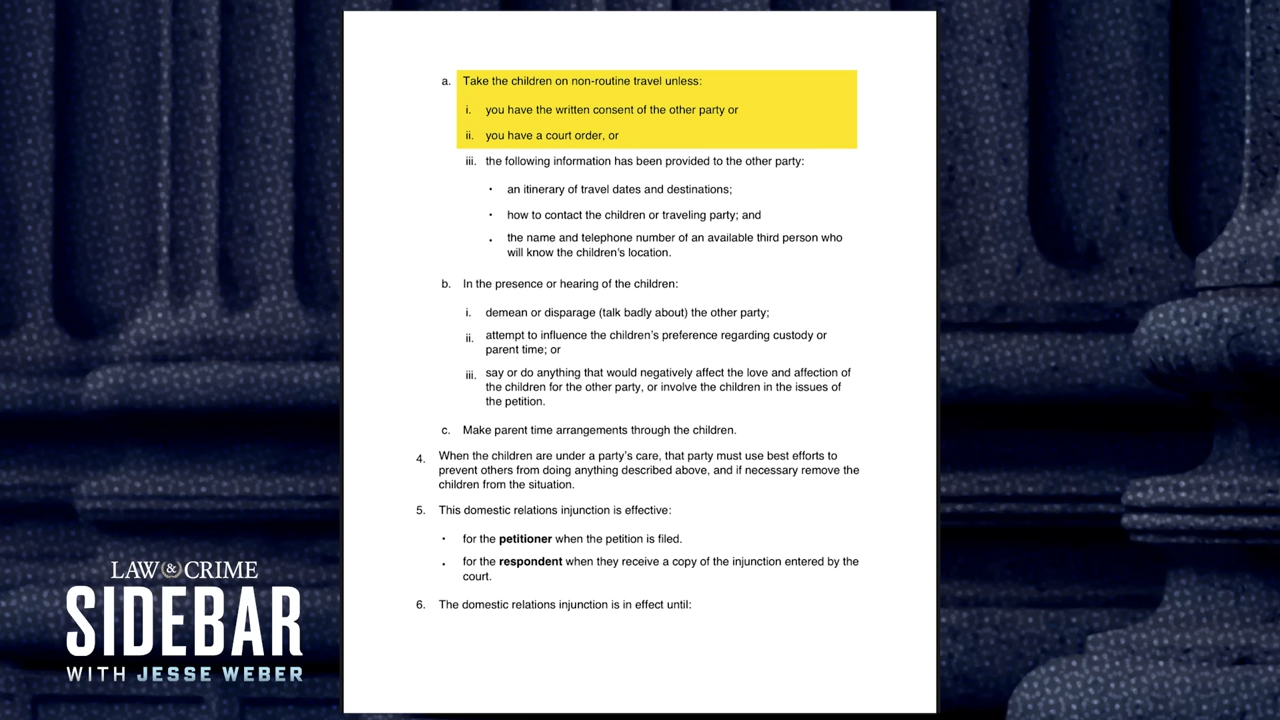 a. Take the children on non-routine travel unless:
i. you have the written consent of the other party or
ii. you have a court order, or
iii. the following information has been provided to the other party:
• an itinerary of travel dates and destinations;
• how to contact the children or traveling party; and
• the name and telephone number of an available third person who
will know the children's location.
b. In the presence or hearing of the children:
i. demean or disparage (talk badly about) the other party;
ii. attempt to influence the children's preference regarding custody or
parent time; or
iii. say or do anything that would negatively affect the love and affection of
the children for the other party, or involve the children in the issues of
the petition.
c. Make parent time arrangements through the children.
4. When the children are under a party's care, that party must use best efforts to
prevent others from doing anything described above, and if necessary remove the
children from the situation.
5. This domestic relations injunction is effective:
• for the petitioner when the petition is filed.
• for the respondent when they receive a copy of the injunction entered by the
court.
6. The domestic relations injunction is in effect until:
LAW & CRIME
SIDEBAR
WITH JESSE WEBER